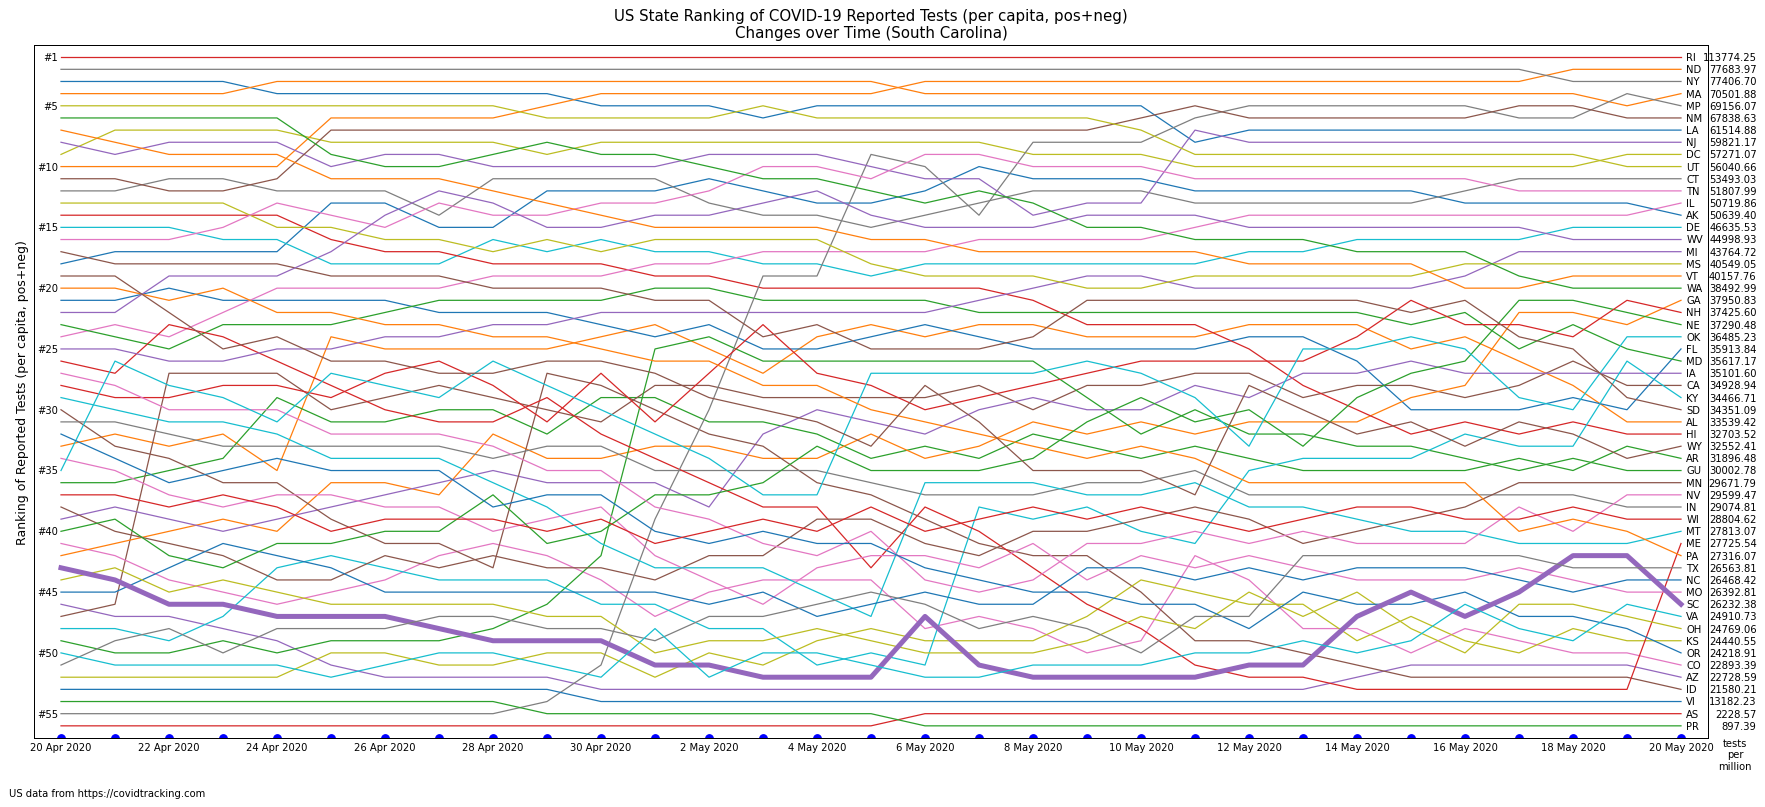 US State Ranking of COVID-19 Reported Tests (per capita, pos+neg)
Changes over Time (South Carolina)
Ranking of Reported Tests (per capita, pos+neg)
#1
#5
#10
#15
#20
#25
#30
#35
#40
#45
#50
#55
RI 113774.25
ND 77683.97
NY 77406.70
MA 70501.88
MP 69156.07
NM 67838.63
LA 61514.88
NJ 59821.17
DC 57271.07
UT 56040.66
CT 53493.03
TN 51807.99
IL 50719.86
AK 50639.40
DE 46635.53
WV 44998.93
MI 43764.72
MS 40549.05
VT 40157.76
WA 38492.99
GA 37950.83
NH 37425.60
NE 37290.48
OK 36485.23
FL 35913.84
MD 35617.17
IA 35101.60
CA 34928.94
KY 34466.71
SD 34351.09
AL 33539.42
HI 32703.52
WY 32552.41
AR 31896.48
GU 30002.78
MN 29671.79
NV 29599.47
IN 29074.81
WI 28804.62
MT 27813.07
ME 27725.54
PA 27316.07
TX 26563.81
NC 26468.42
MO 26392.81
SC 26232.38
VA 24910.73
OH 24769.06
KS 24440.55
OR 24218.91
CO 22893.39
AZ 22728.59
ID 21580.21
VI 13182.23
AS 2228.57
PR 897.39
20 Apr 2020 22 Apr 2020 24 Apr 2020 26 Apr 2020 28 Apr 2020 30 Apr 2020 2 May 2020 4 May 2020 6 May 2020 8 May 2020 10 May 2020 12 May 2020 14 May 2020 16 May 2020 18 May 2020 20 May 2020
tests
per
million
US data from https://covidtracking.com